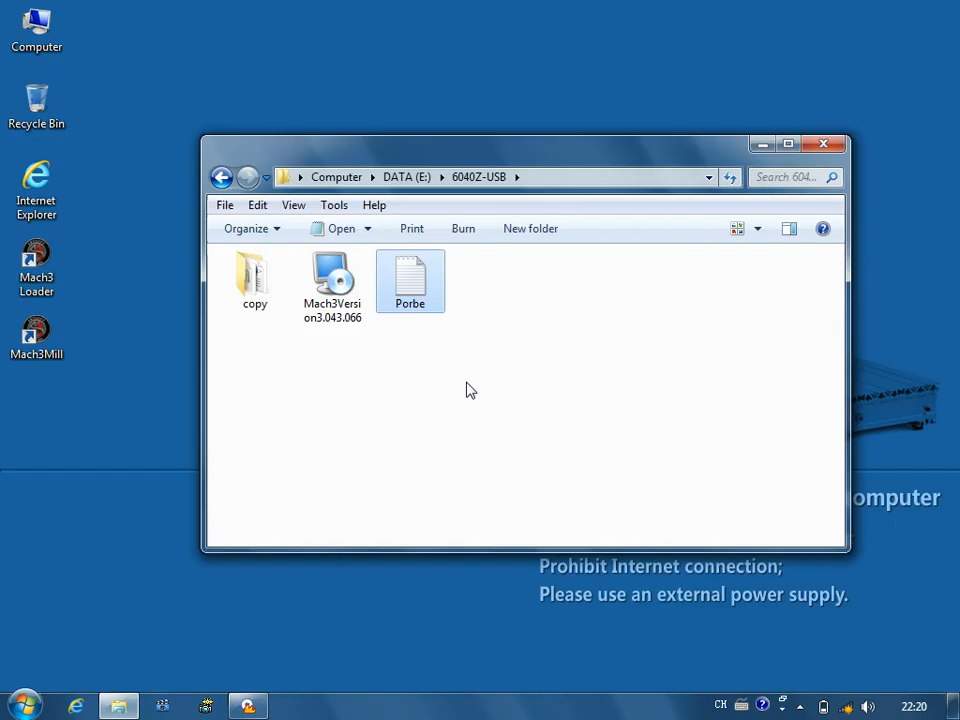 Computer
Recycle Bin
Internet
Explorer
Mach3
Loader
Mach3Mill
Computer
DATA (E:)
6040Z-USB
Search 604...
File
Edit
View
Tools
Help
Organize
Open
Print
Burn
New folder
copy
Mach3Versi
on3.043.066
Porbe
omputer
Prohibit Internet connection;
Please use an external power supply.
CH
22:20